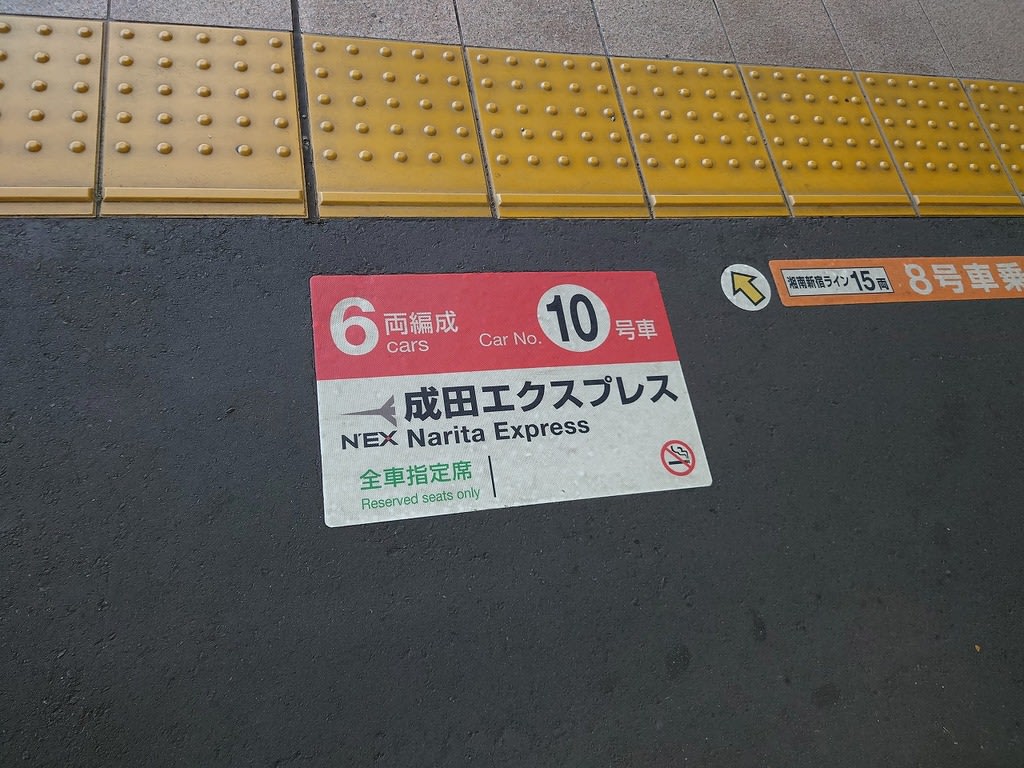 6両編成 Car No. 10号車
cars
成田エクスプレス
N'EX Narita Express
全車指定席
Reserved seats only
湘南新宿ライン15両 8号車乗